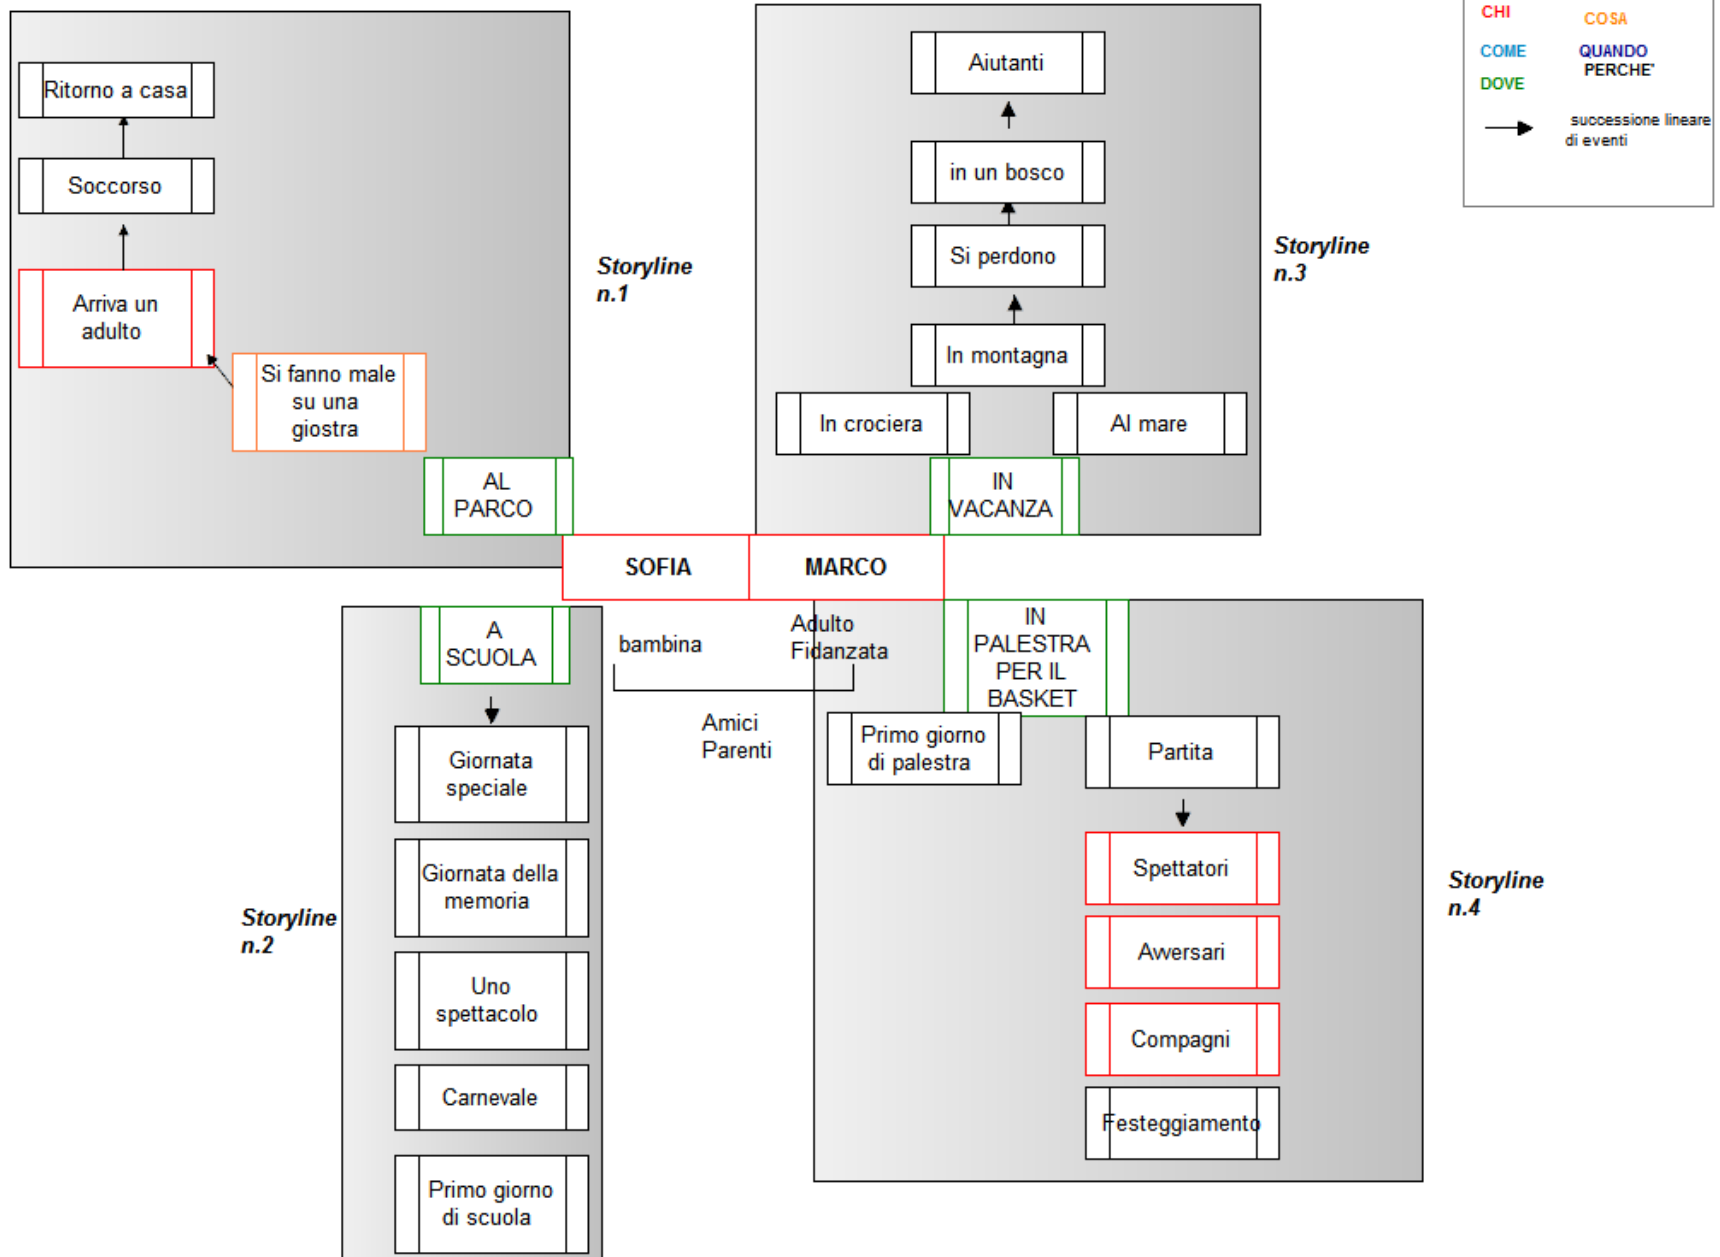 CHI
COSA
COME
QUANDO
PERCHE'
DOVE
successione lineare
di eventi
Ritorno a casa
Soccorso
Arriva un
adulto
Si fanno male
su una
giostra
AL
PARCO
Storyline
n.1
Aiutanti
in un bosco
Si perdono
In montagna
In crociera
Al mare
IN
VACANZA
Storyline
n.3
SOFIA
MARCO
bambina
Adulto
Fidanzata
Amici
Parenti
A
SCUOLA
Giornata
speciale
Giornata della
memoria
Uno
spettacolo
Carnevale
Primo giorno
di scuola
Storyline
n.2
IN
PALESTRA
PER IL
BASKET
Primo giorno
di palestra
Partita
Spettatori
Avversari
Compagni
Festeggiamento
Storyline
n.4